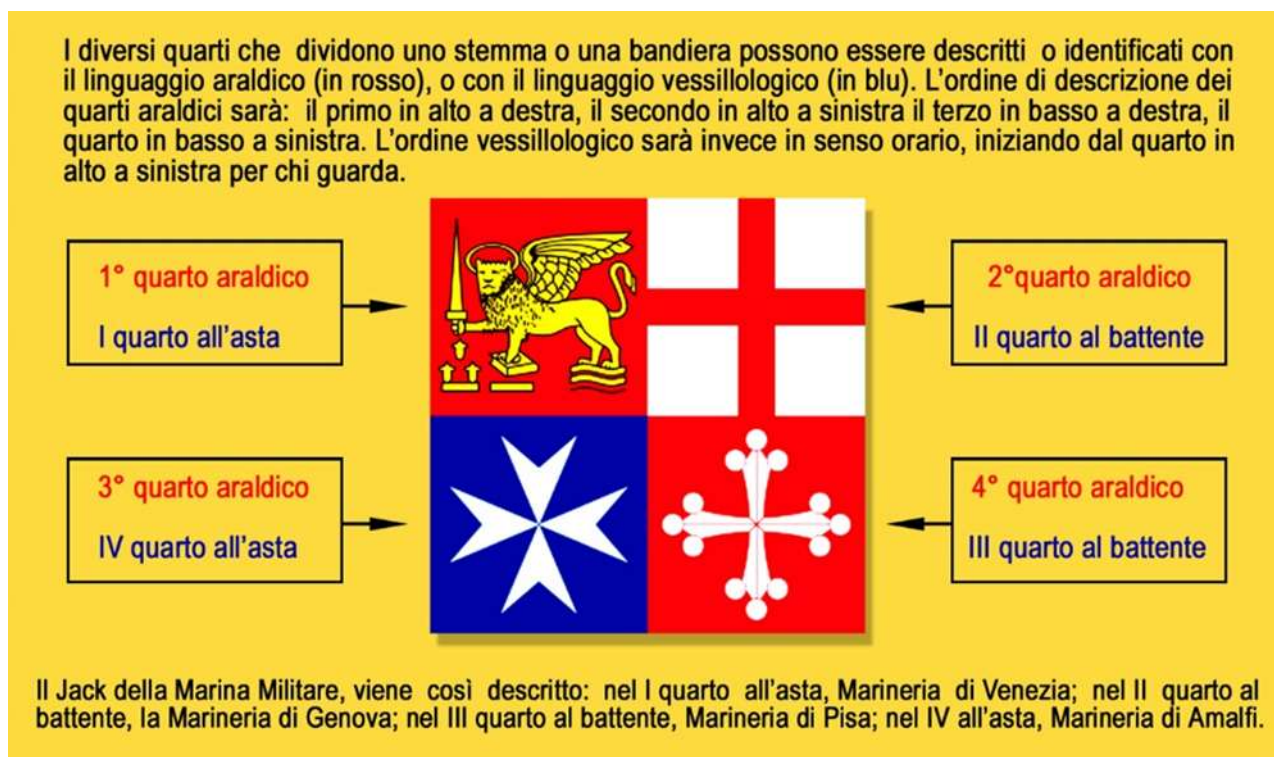 I diversi quarti che dividono uno stemma o una bandiera possono essere descritti o identificati con
il linguaggio araldico (in rosso), o con il linguaggio vessillologico (in blu). L'ordine di descrizione dei
quarti araldici sarà: il primo in alto a destra, il secondo in alto a sinistra il terzo in basso a destra, il
quarto in basso a sinistra. L'ordine vessillologico sarà invece in senso orario, iniziando dal quarto in
alto a sinistra per chi guarda.
1° quarto araldico
I quarto all'asta
2°quarto araldico
II quarto al battente
3° quarto araldico
IV quarto all'asta
4° quarto araldico
III quarto al battente
Il Jack della Marina Militare, viene così descritto: nel I quarto all'asta, Marineria di Venezia; nel II quarto al
battente, la Marineria di Genova; nel III quarto al battente, Marineria di Pisa; nel IV all'asta, Marineria di Amalfi.